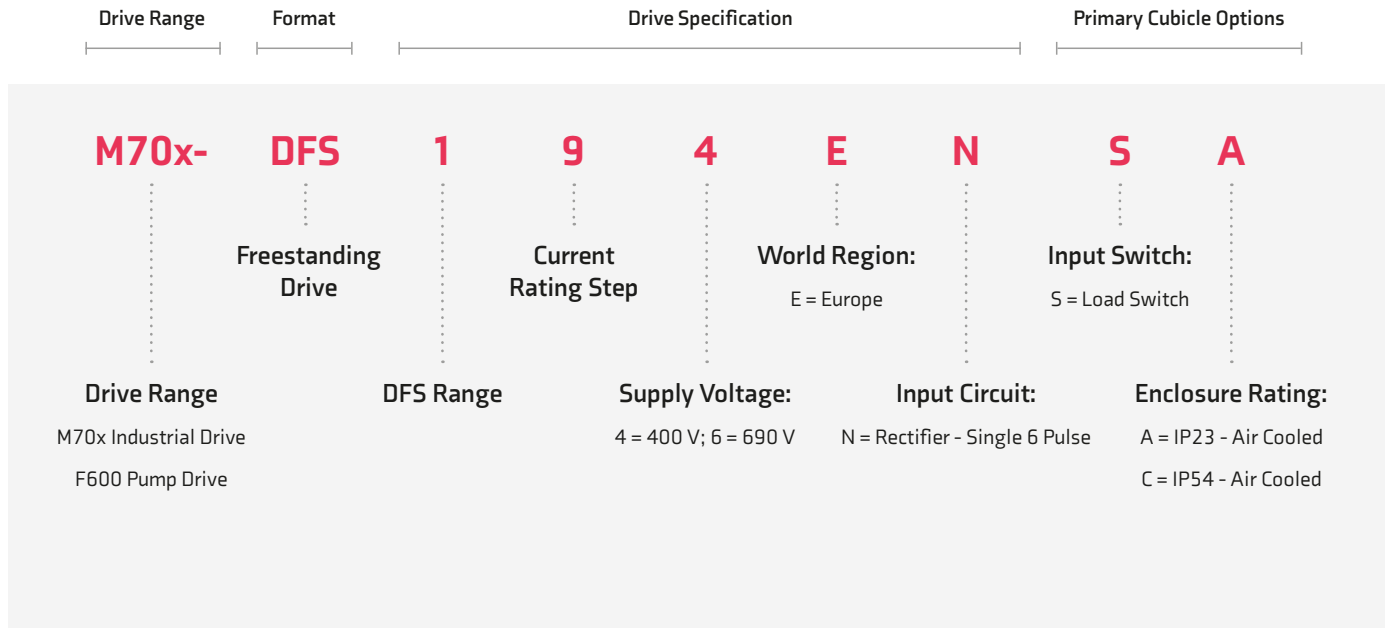 Drive Range
Format
Drive Specification
Primary Cubicle Options
M70x- DFS 1 9 4 E N S A
Freestanding
Drive
Current
Rating Step
World Region:
E = Europe
Input Switch:
S = Load Switch
Drive Range
M70x Industrial Drive
F600 Pump Drive
DFS Range
Supply Voltage:
4 = 400 V; 6 = 690 V
Input Circuit:
N = Rectifier - Single 6 Pulse
Enclosure Rating:
A = IP23 - Air Cooled
C = IP54 - Air Cooled